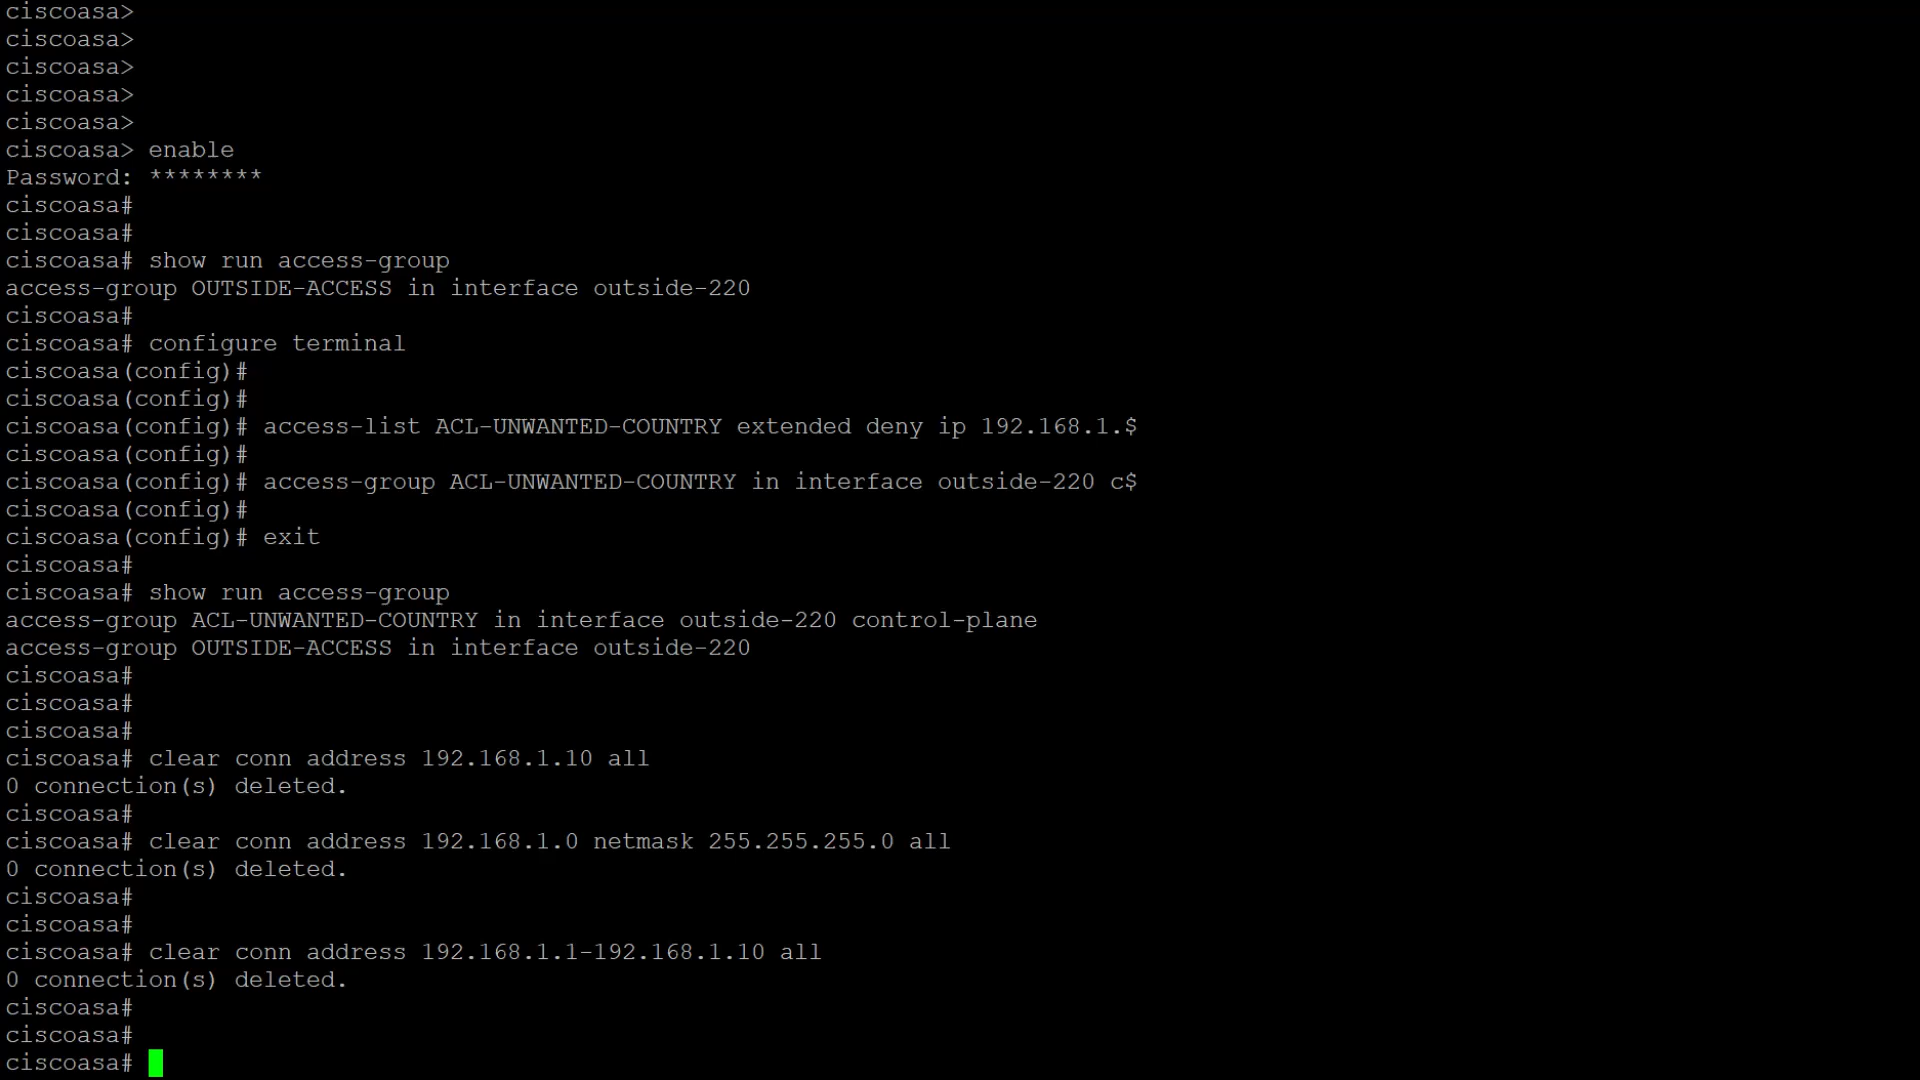 ciscoasa>
ciscoasa>
ciscoasa>
ciscoasa>
ciscoasa>
ciscoasa> enable
Password: ********
ciscoasa#
ciscoasa#
ciscoasa# show run access-group
access-group OUTSIDE-ACCESS in interface outside-220
ciscoasa#
ciscoasa# configure terminal
ciscoasa(config)#
ciscoasa(config)#
ciscoasa(config)# access-list ACL-UNWANTED-COUNTRY extended deny ip 192.168.1.$
ciscoasa(config)#
ciscoasa(config)# access-group ACL-UNWANTED-COUNTRY in interface outside-220 c$
ciscoasa(config)#
ciscoasa(config)# exit
ciscoasa#
ciscoasa# show run access-group
access-group ACL-UNWANTED-COUNTRY in interface outside-220 control-plane
access-group OUTSIDE-ACCESS in interface outside-220
ciscoasa#
ciscoasa#
ciscoasa#
ciscoasa# clear conn address 192.168.1.10 all
0 connection(s) deleted.
ciscoasa#
ciscoasa# clear conn address 192.168.1.0 netmask 255.255.255.0 all
0 connection(s) deleted.
ciscoasa#
ciscoasa#
ciscoasa# clear conn address 192.168.1.1-192.168.1.10 all
0 connection(s) deleted.
ciscoasa#
ciscoasa#
ciscoasa#